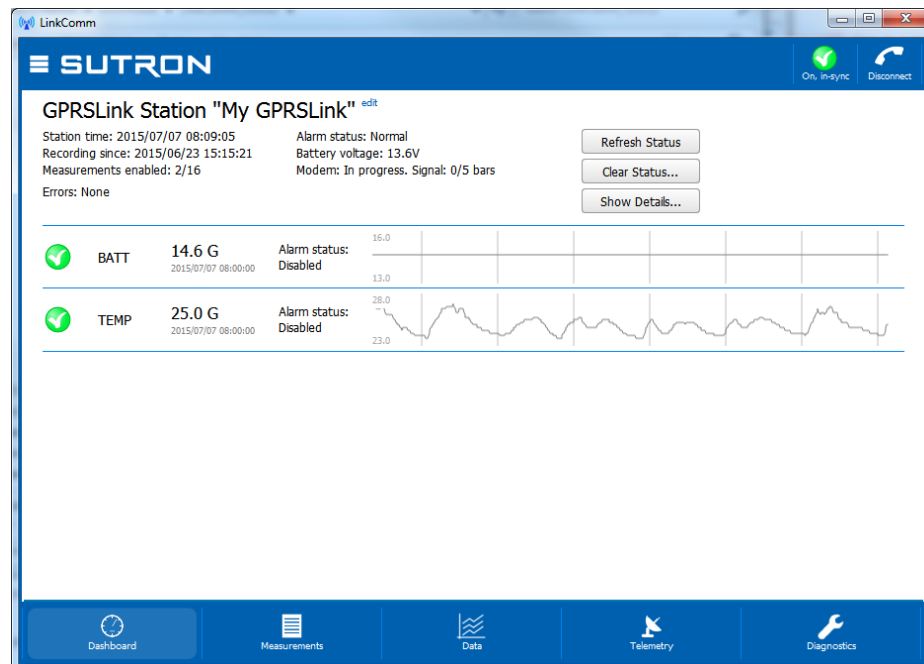 LinkComm
SUTRON
On, in-sync
Disconnect
GPRSLink Station "My GPRSLink" edit
Station time: 2015/07/07 08:09:05
Recording since: 2015/06/23 15:15:21
Measurements enabled: 2/16
Errors: None
Alarm status: Normal
Battery voltage: 13.6V
Modem: In progress. Signal: 0/5 bars
Refresh Status
Clear Status...
Show Details...
BATT
14.6 G
2015/07/07 08:00:00
Alarm status:
Disabled
16.0
13.0
TEMP
25.0 G
2015/07/07 08:00:00
Alarm status:
Disabled
28.0
23.0
Dashboard
Measurements
Data
Telemetry
Diagnostics